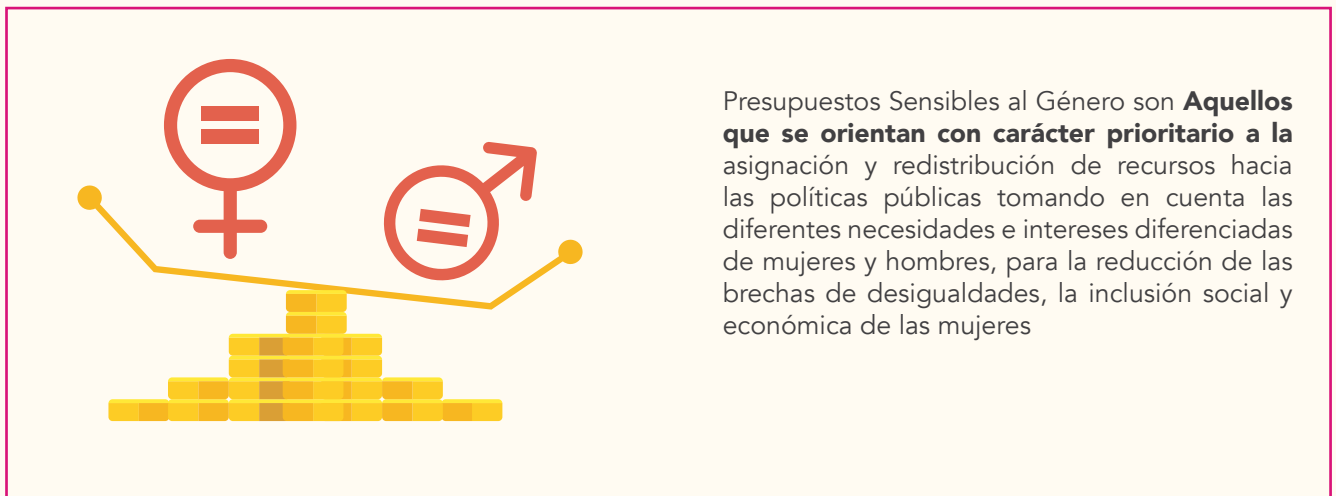 Presupuestos Sensibles al Género son Aquellos
que se orientan con carácter prioritario a la
asignación y redistribución de recursos hacia
las políticas públicas tomando en cuenta las
diferentes necesidades e intereses diferenciadas
de mujeres y hombres, para la reducción de las
brechas de desigualdades, la inclusión social y
económica de las mujeres